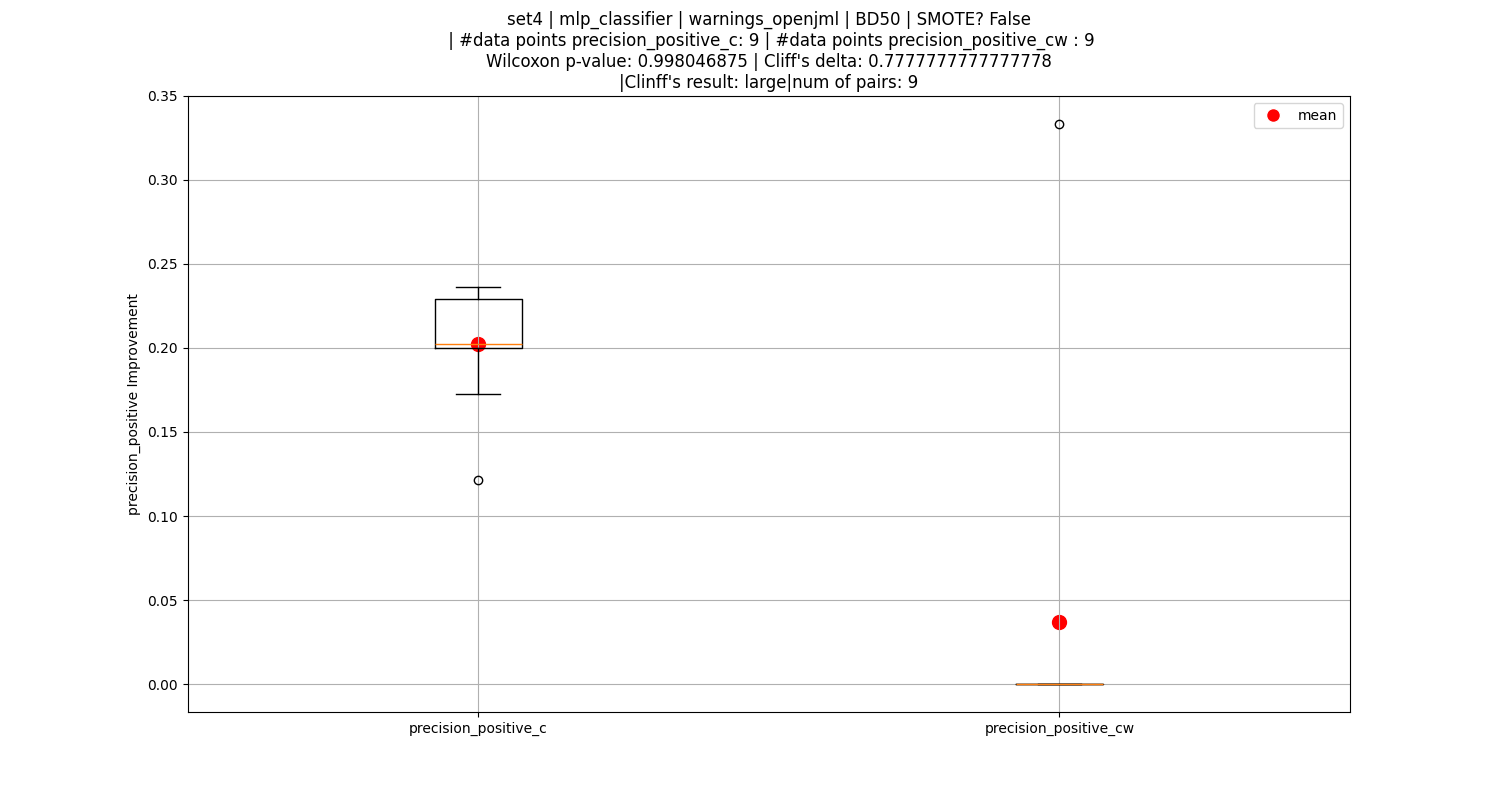 set4 | mlp_classifier | warnings_openjml | BD50 | SMOTE? False
| #data points precision_positive_c: 9 | #data points precision_positive_cw : 9
Wilcoxon p-value: 0.998046875 | Cliff's delta: 0.7777777777777778
|Clinff's result: large|num of pairs: 9
mean
0.35
0.30
0.25
0.20
0.15
0.10
0.05
0.00
precision_positive Improvement
precision_positive_c
precision_positive_cw